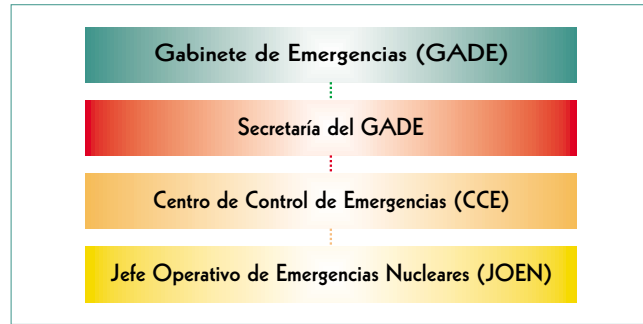 Gabinete de Emergencias (GADE)
Secretaría del GADE
Centro de Control de Emergencias (CCE)
Jefe Operativo de Emergencias Nucleares (JOEN)